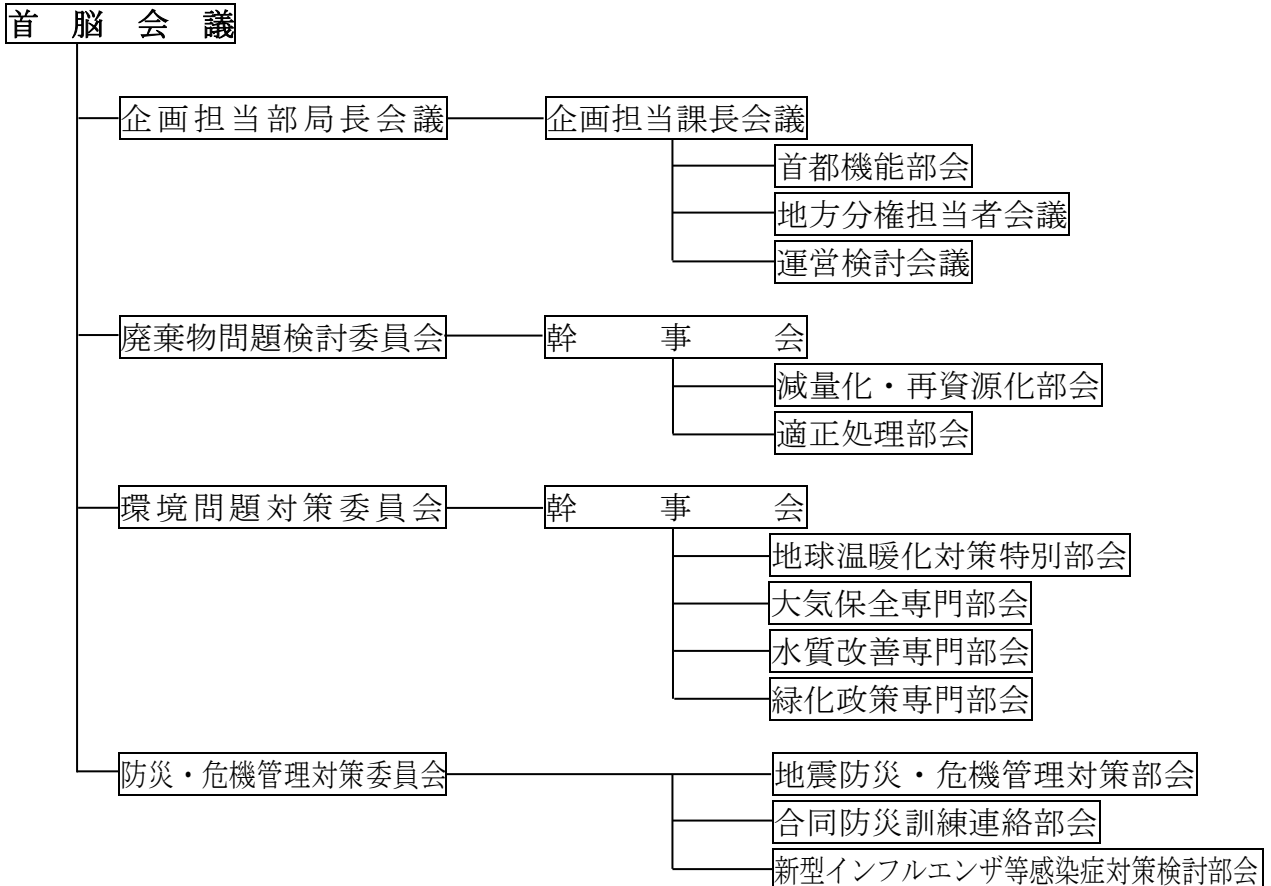 首脳会議
企画担当部局長会議
企画担当課長会議
首都機能部会
地方分権担当者会議
運営検討会議
廃棄物問題検討委員会
幹事会
減量化・再資源化部会
適正処理部会
環境問題対策委員会
幹事会
地球温暖化対策特別部会
大気保全専門部会
水質改善専門部会
緑化政策専門部会
防災・危機管理対策委員会
地震防災・危機管理対策部会
合同防災訓練連絡部会
新型インフルエンザ等感染症対策検討部会